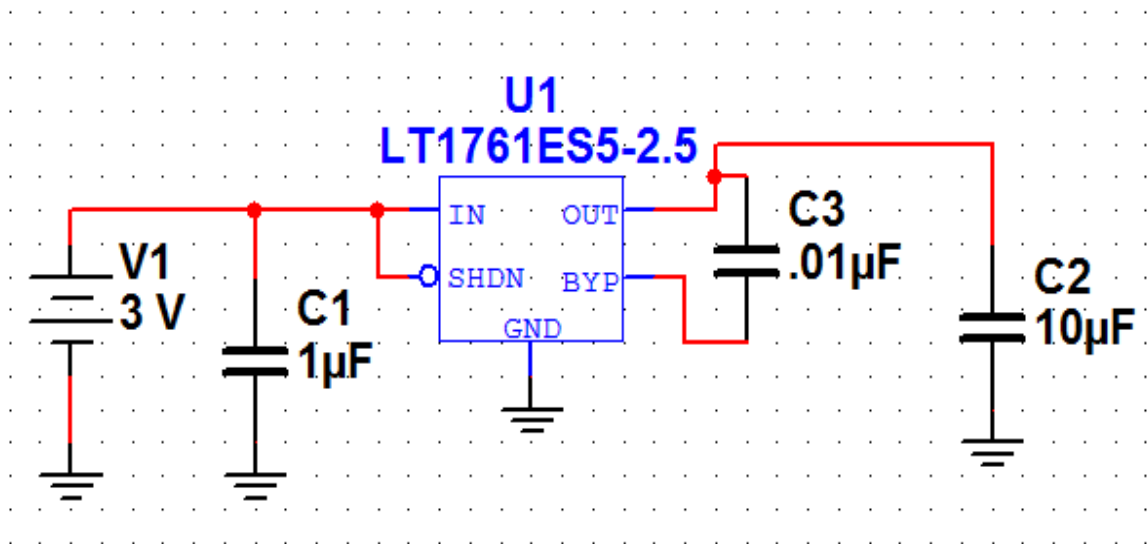 U1
LT1761ES5-2.5
IN
OUT
SHDN
BYP
GND
V1
3 V
C1
1µF
C3
.01µF
C2
10µF